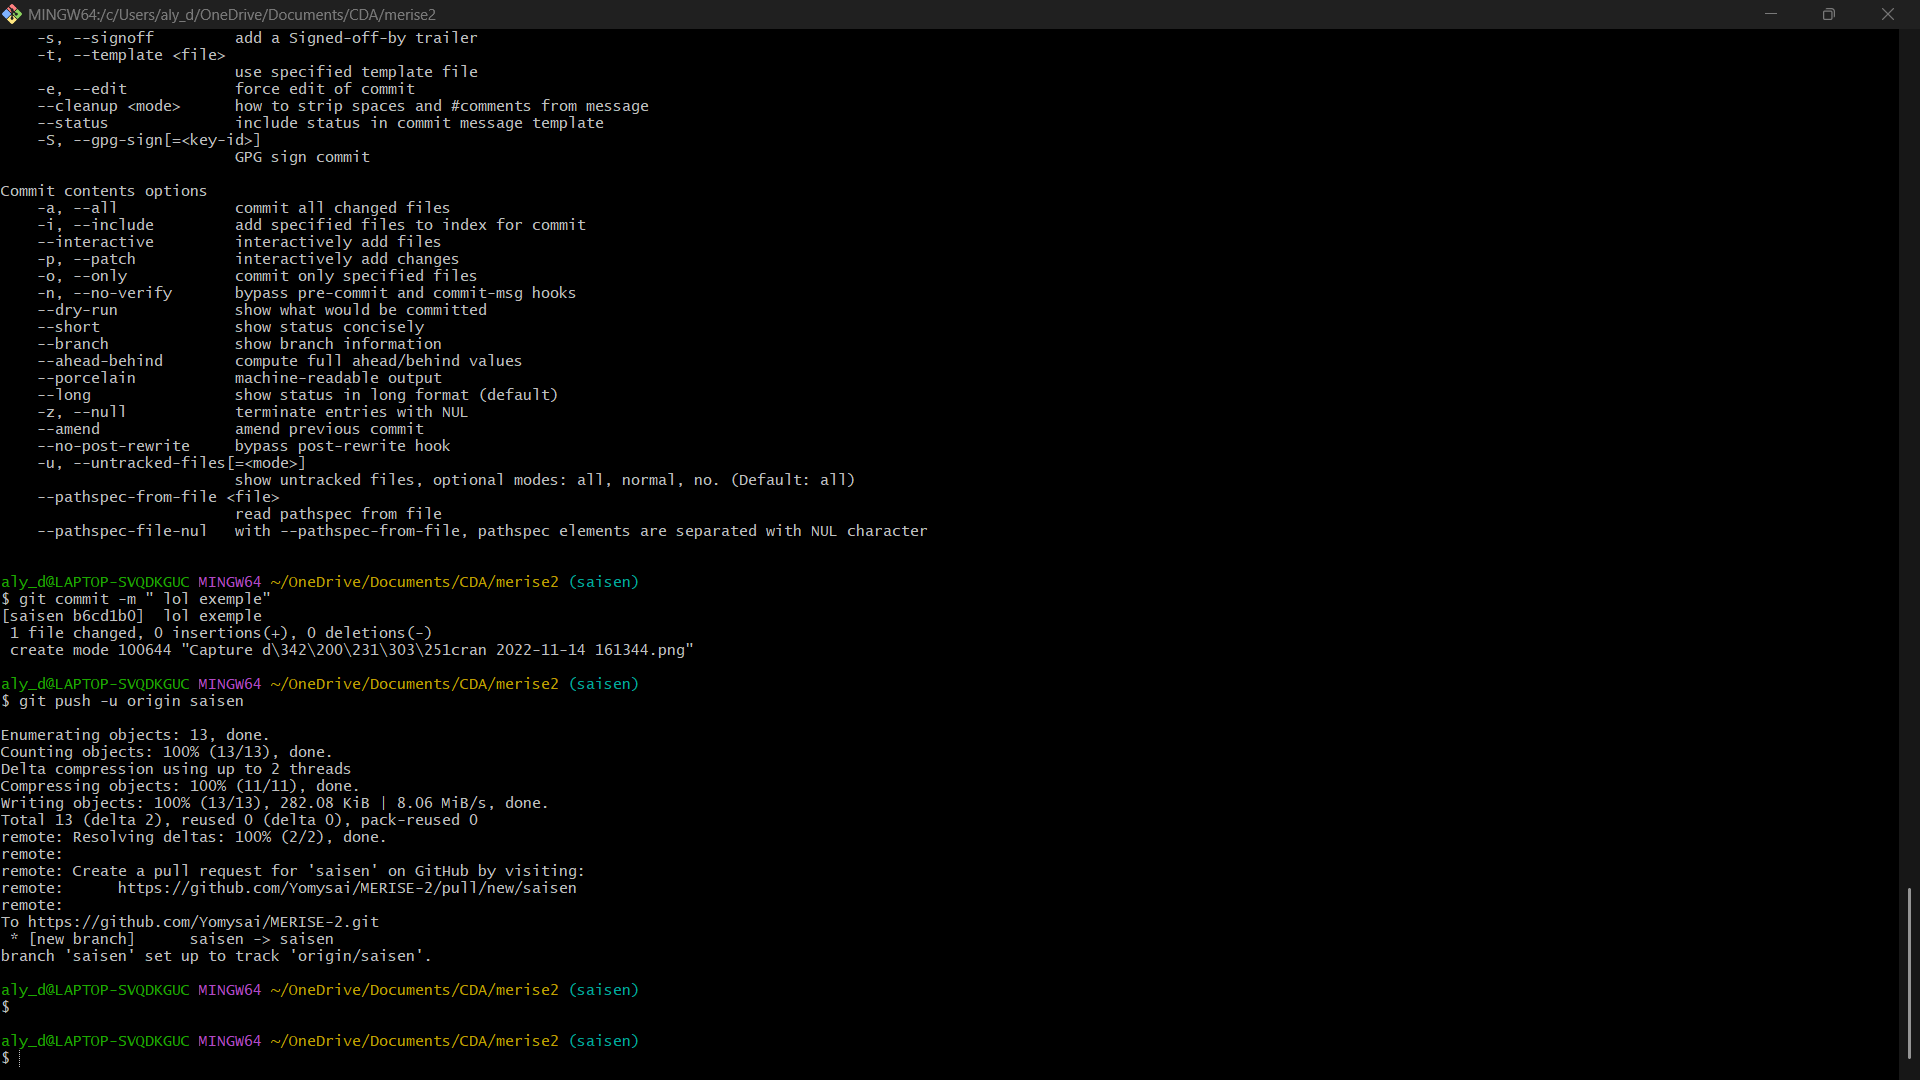 MINGW64:/c/Users/aly_d/OneDrive/Documents/CDA/merise2
    -s, --signoff         add a Signed-off-by trailer
    -t, --template <file>
                          use specified template file
    -e, --edit            force edit of commit
    --cleanup <mode>      how to strip spaces and #comments from message
    --status              include status in commit message template
    -S, --gpg-sign[=<key-id>]
                          GPG sign commit

Commit contents options
    -a, --all             commit all changed files
    -i, --include         add specified files to index for commit
    --interactive         interactively add files
    -p, --patch           interactively add changes
    -o, --only            commit only specified files
    -n, --no-verify       bypass pre-commit and commit-msg hooks
    --dry-run             show what would be committed
    --short               show status concisely
    --branch              show branch information
    --ahead-behind        compute full ahead/behind values
    --porcelain           machine-readable output
    --long                show status in long format (default)
    -z, --null            terminate entries with NUL
    --amend               amend previous commit
    --no-post-rewrite     bypass post-rewrite hook
    -u, --untracked-files[=<mode>]
                          show untracked files, optional modes: all, normal, no. (Default: all)
    --pathspec-from-file <file>
                          read pathspec from file
    --pathspec-file-nul   with --pathspec-from-file, pathspec elements are separated with NUL character

aly_d@LAPTOP-SVQDKGUC MINGW64 ~/OneDrive/Documents/CDA/merise2 (saisen)
$ git commit -m " lol exemple"
[saisen b6cd1b0]  lol exemple
 1 file changed, 0 insertions(+), 0 deletions(-)
 create mode 100644 "Capture d\342\200\231\303\251cran 2022-11-14 161344.png"

aly_d@LAPTOP-SVQDKGUC MINGW64 ~/OneDrive/Documents/CDA/merise2 (saisen)
$ git push -u origin saisen

Enumerating objects: 13, done.
Counting objects: 100% (13/13), done.
Delta compression using up to 2 threads
Compressing objects: 100% (11/11), done.
Writing objects: 100% (13/13), 282.08 KiB | 8.06 MiB/s, done.
Total 13 (delta 2), reused 0 (delta 0), pack-reused 0
remote: Resolving deltas: 100% (2/2), done.
remote:
remote: Create a pull request for 'saisen' on GitHub by visiting:
remote:      https://github.com/Yomysai/MERISE-2/pull/new/saisen
remote:
To https://github.com/Yomysai/MERISE-2.git
 * [new branch]      saisen -> saisen
branch 'saisen' set up to track 'origin/saisen'.

aly_d@LAPTOP-SVQDKGUC MINGW64 ~/OneDrive/Documents/CDA/merise2 (saisen)
$

aly_d@LAPTOP-SVQDKGUC MINGW64 ~/OneDrive/Documents/CDA/merise2 (saisen)
$